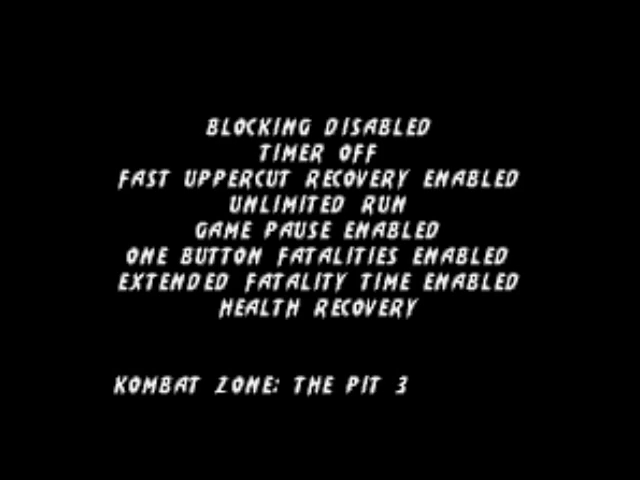 BLOCKING DISABLED
TIMER OFF
FAST UPPERCUT RECOVERY ENABLED
UNLIMITED RUN
GAME PAUSE ENABLED
ONE BUTTON FATALITIES ENABLED
EXTENDED FATALITY TIME ENABLED
HEALTH RECOVERY
KOMBAT ZONE: THE PIT 3